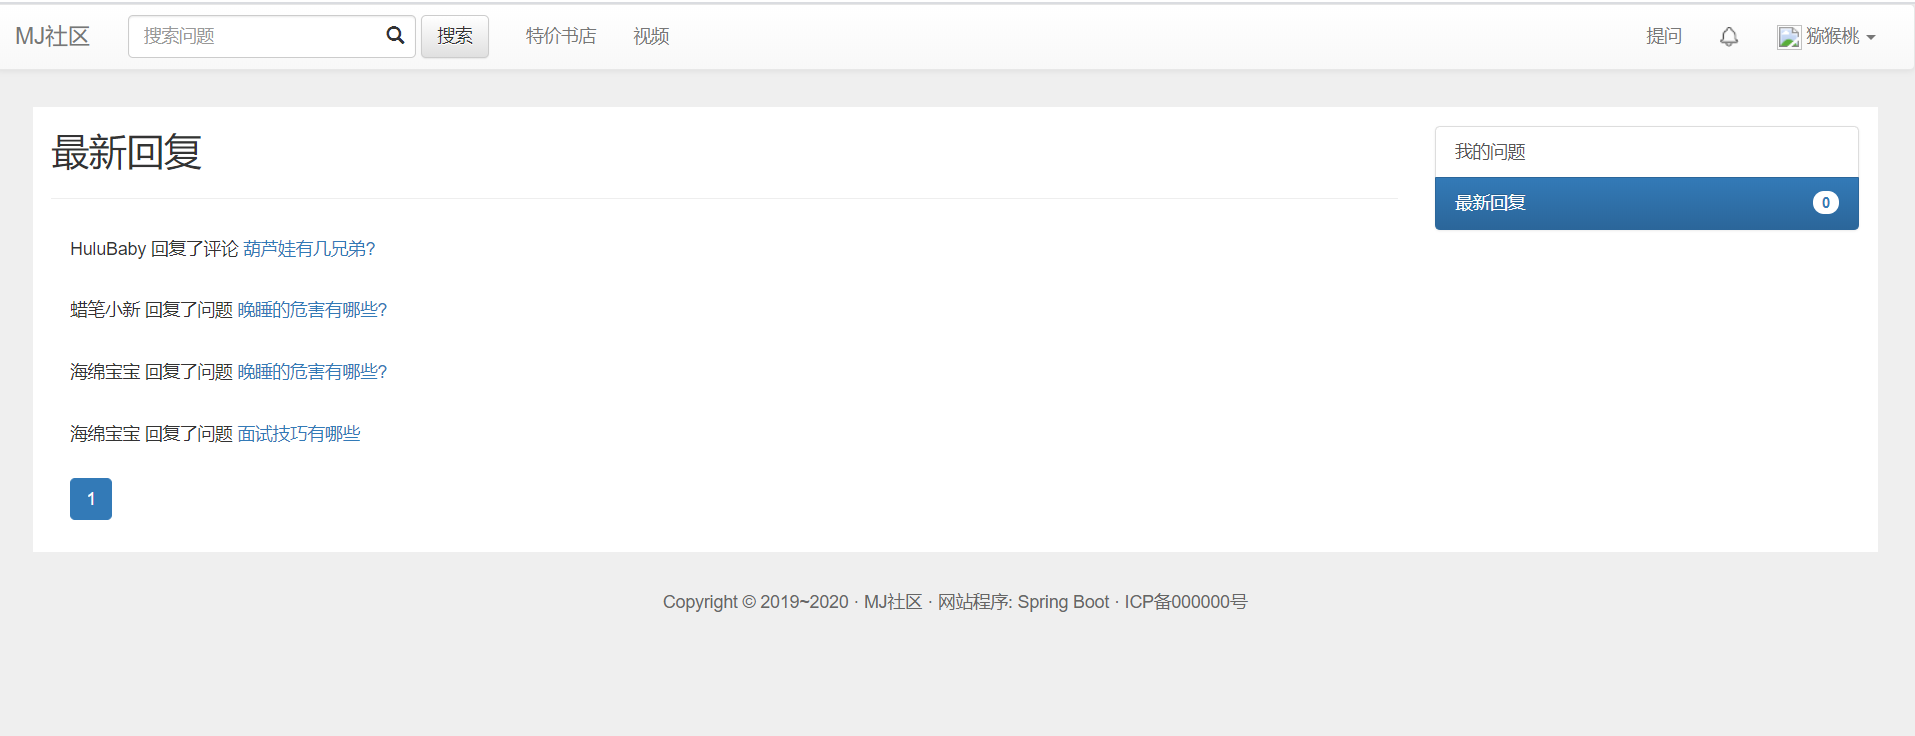 MJ社区 搜索问题 搜索 特价书店 视频 提问 猕猴桃
最新回复
我的问题
最新回复 0
HuluBaby 回复了评论 葫芦娃有几兄弟?
蜡笔小新 回复了问题 晚睡的危害有哪些?
海绵宝宝 回复了问题 晚睡的危害有哪些?
海绵宝宝 回复了问题 面试技巧有哪些
1
Copyright © 2019~2020 · MJ社区 · 网站程序: Spring Boot · ICP备000000号